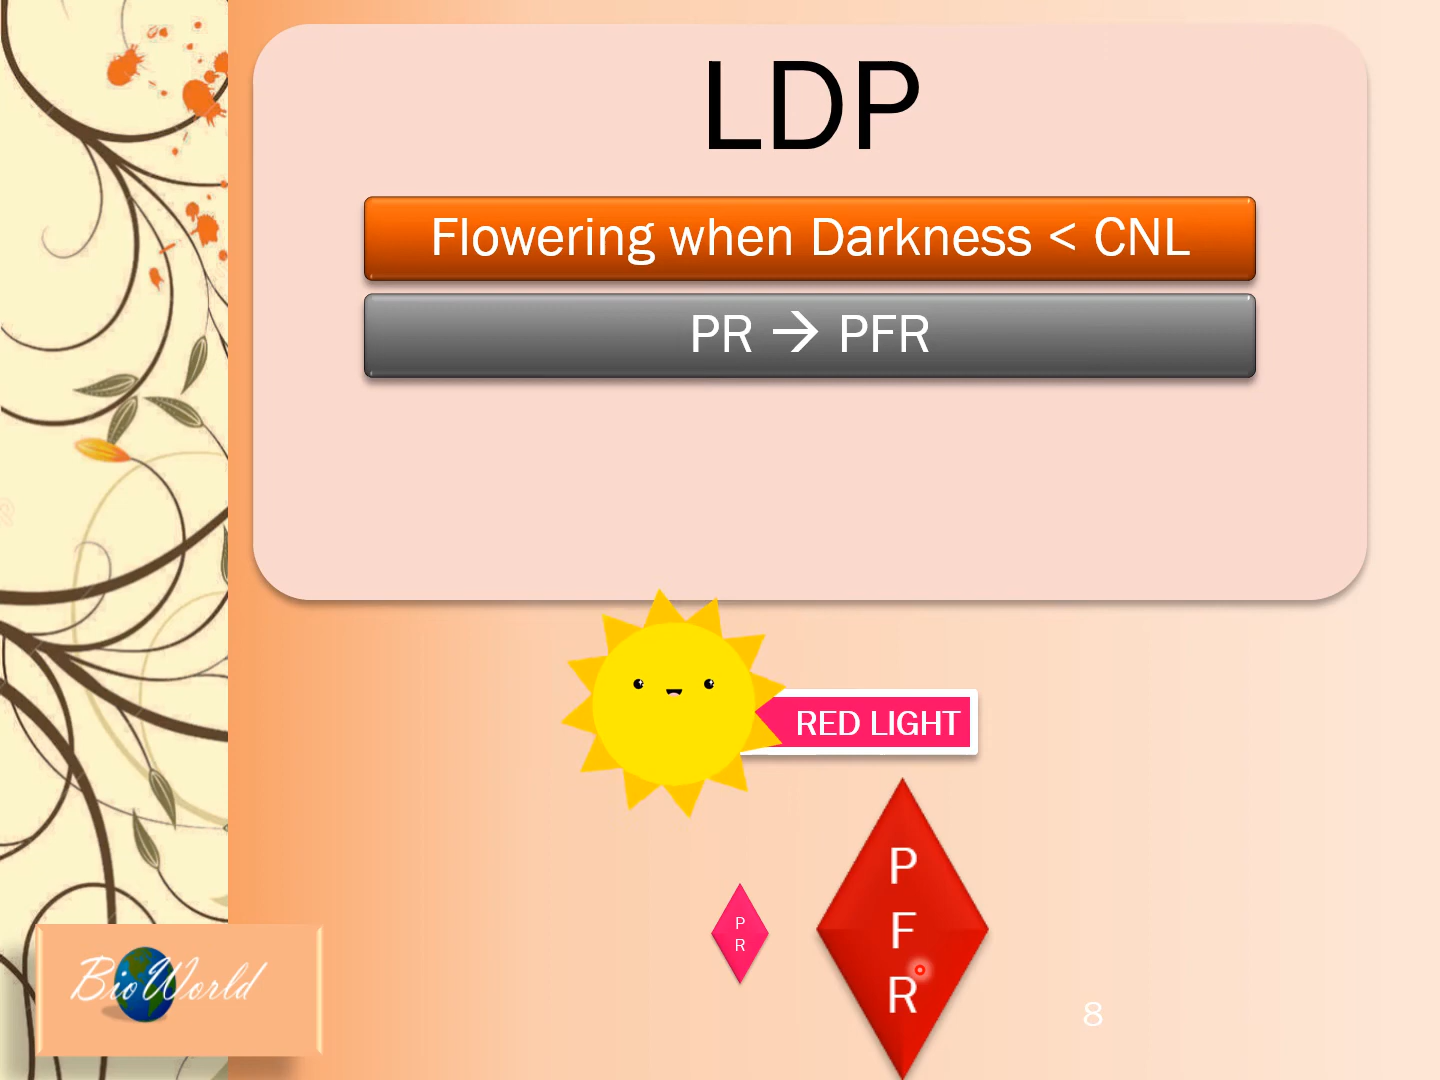 LDP
Flowering when Darkness < CNL
PR → PFR
RED LIGHT
P
R
P
F
R
BioWorld
8